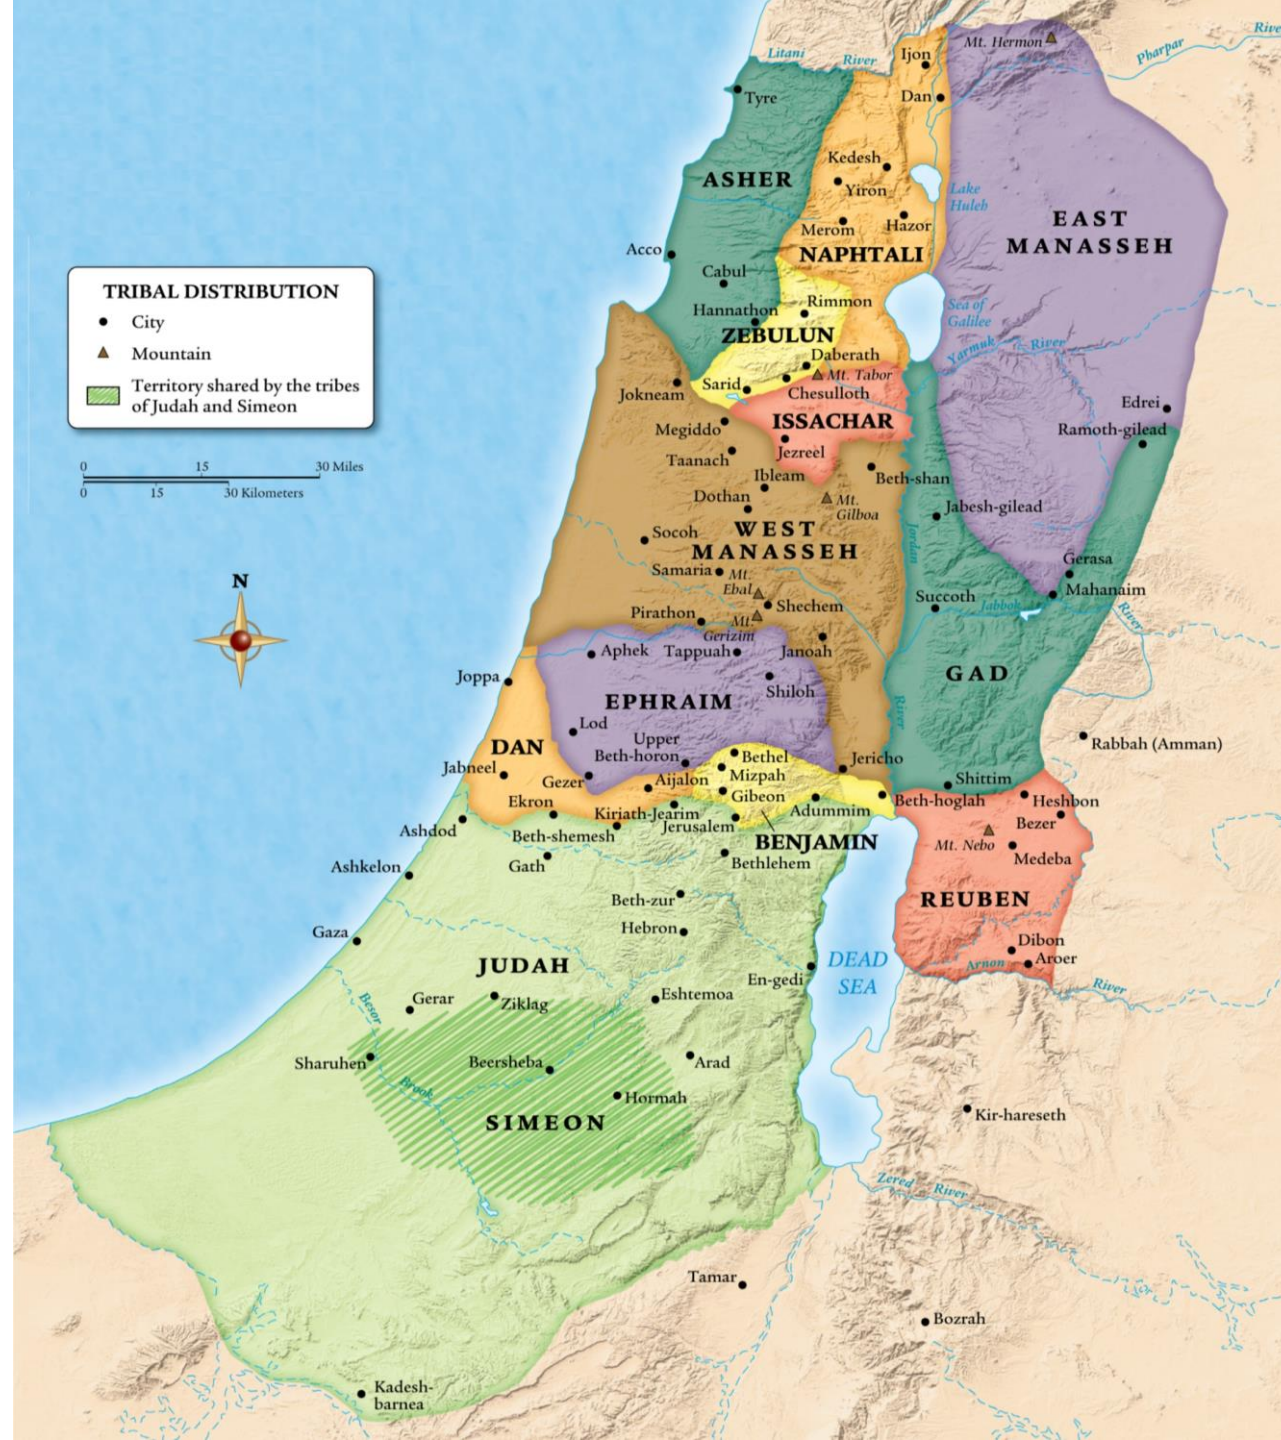 Litani River
Ijon
Mt. Hermon
Pharpar
Rive
Tyre
Dan
Kedesh
ASHER
Yiron
Lake
Huleh
Merom
Hazor
EAST
MANASSEH
NAPHTALI
Acco
Cabul
TRIBAL DISTRIBUTION
City
Mountain
Territory shared by the tribes
of Judah and Simeon
Hannathon
Rimmon
Sea of
Galilee
ZEBULUN
Yarmuk River
Daberath
Mt. Tabor
Jokneam
Sarid
Chesulloth
Edrei
Megiddo
ISSACHAR
Ramoth-gilead
Taanach
Jezreel
0 15 30 Miles
0 15 30 Kilometers
Ibleam
Beth-shan
Dothan
Mt.
Gilboa
Jabesh-gilead
Socoh
WEST
MANASSEH
Jordan
Samaria
Mt.
Ebal
Gerasa
N
Shechem
Succoth
Jabbok
Mahanaim
River
Pirathon
Mt.
Gerizim
Aphek
Tappuah
Janoah
Joppa
Shiloh
GAD
EPHRAIM
River
Lod
DAN
Upper
Beth-horon
Bethel
Jericho
Rabbah (Amman)
Jabneel
Gezer
Aijalon
Mizpah
Shittim
Ekron
Kiriath-Jearim
Gibeon
Adummim
Beth-hoglah
Heshbon
Ashdod
Beth-shemesh
Jerusalem
Bezer
BENJAMIN
Mt. Nebo
Medeba
Ashkelon
Gath
Bethlehem
Beth-zur
REUBEN
Gaza
Hebron
Dibon
JUDAH
DEAD
SEA
Arnon
Aroer
En-gedi
River
Besor
Gerar
Ziklag
Eshtemoa
Sharuhen
Beersheba
Arad
Brook
Hormah
SIMEON
Kir-hareseth
Zered River
Tamar
Bozrah
Kadesh-
barnea